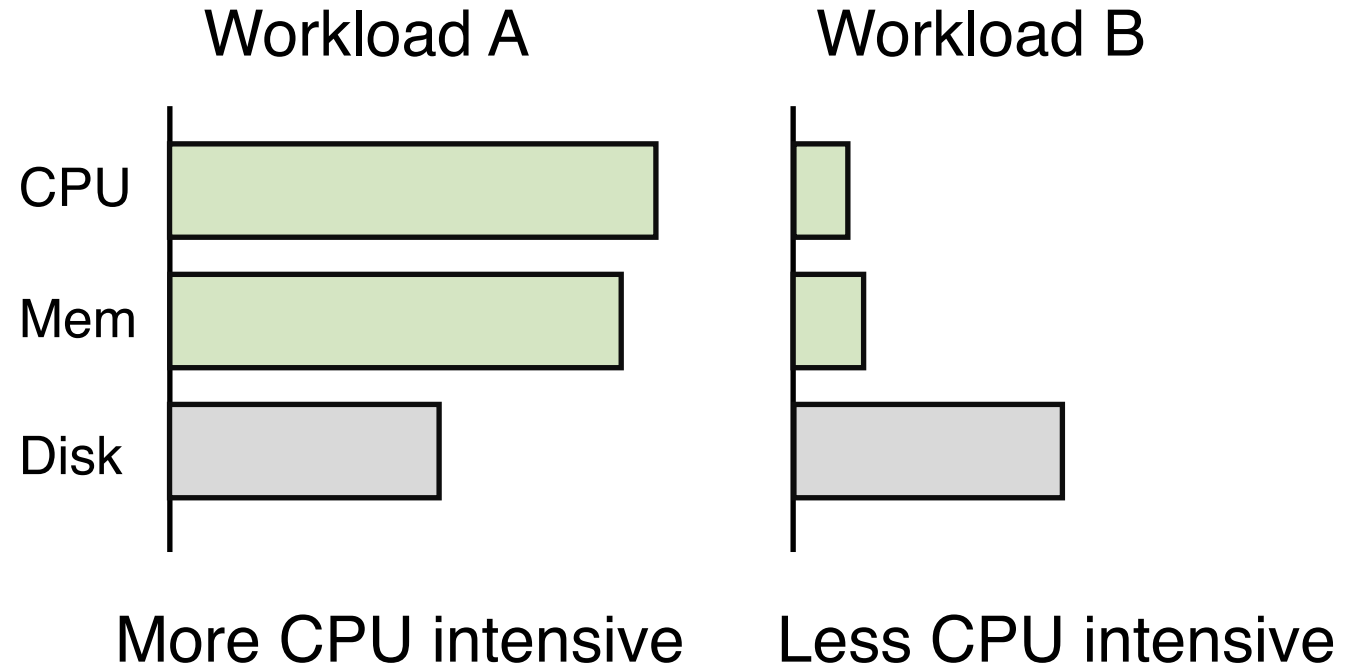 Workload A
Workload B
CPU
Mem
Disk
More CPU intensive
Less CPU intensive